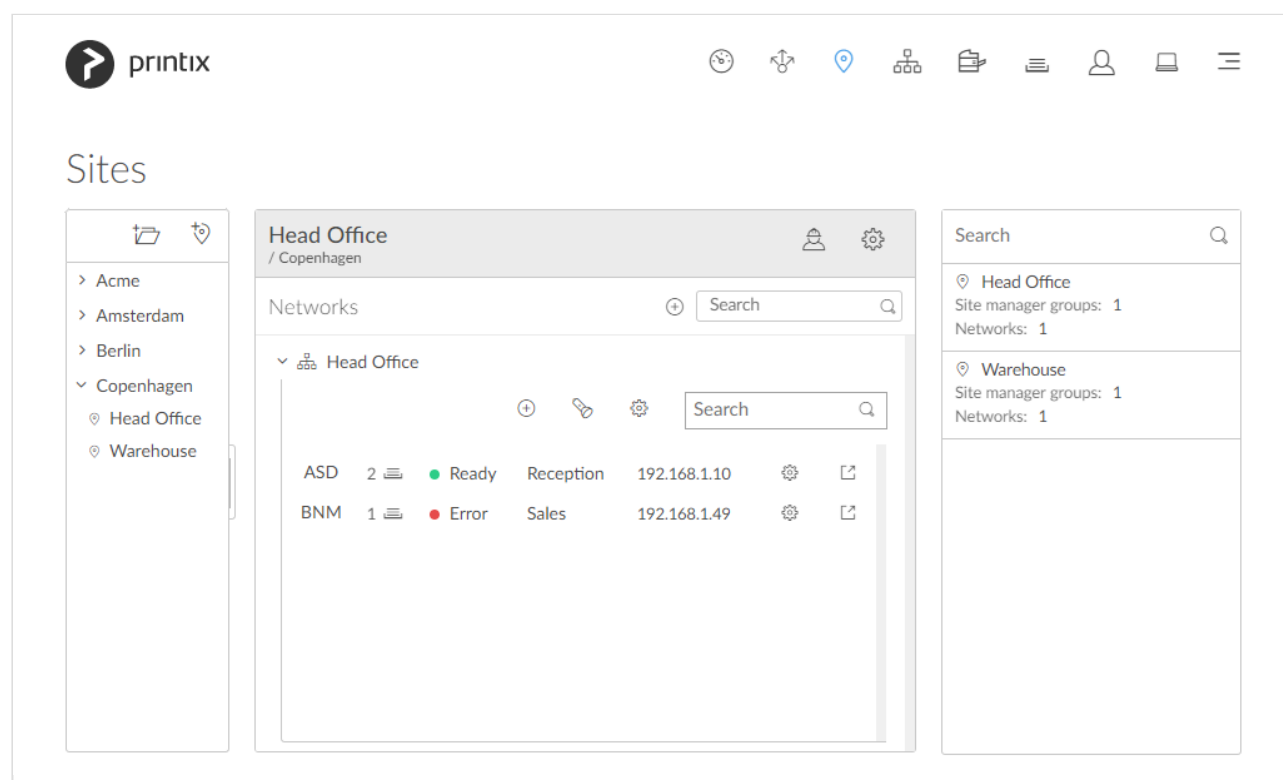 printix
Sites
Acme
Amsterdam
Berlin
Copenhagen
Head Office
Warehouse
Head Office
/ Copenhagen
Networks
Search
Head Office
Search
ASD 2 Ready Reception 192.168.1.10
BNM 1 Error Sales 192.168.1.49
Search
Head Office
Site manager groups: 1
Networks: 1
Warehouse
Site manager groups: 1
Networks: 1